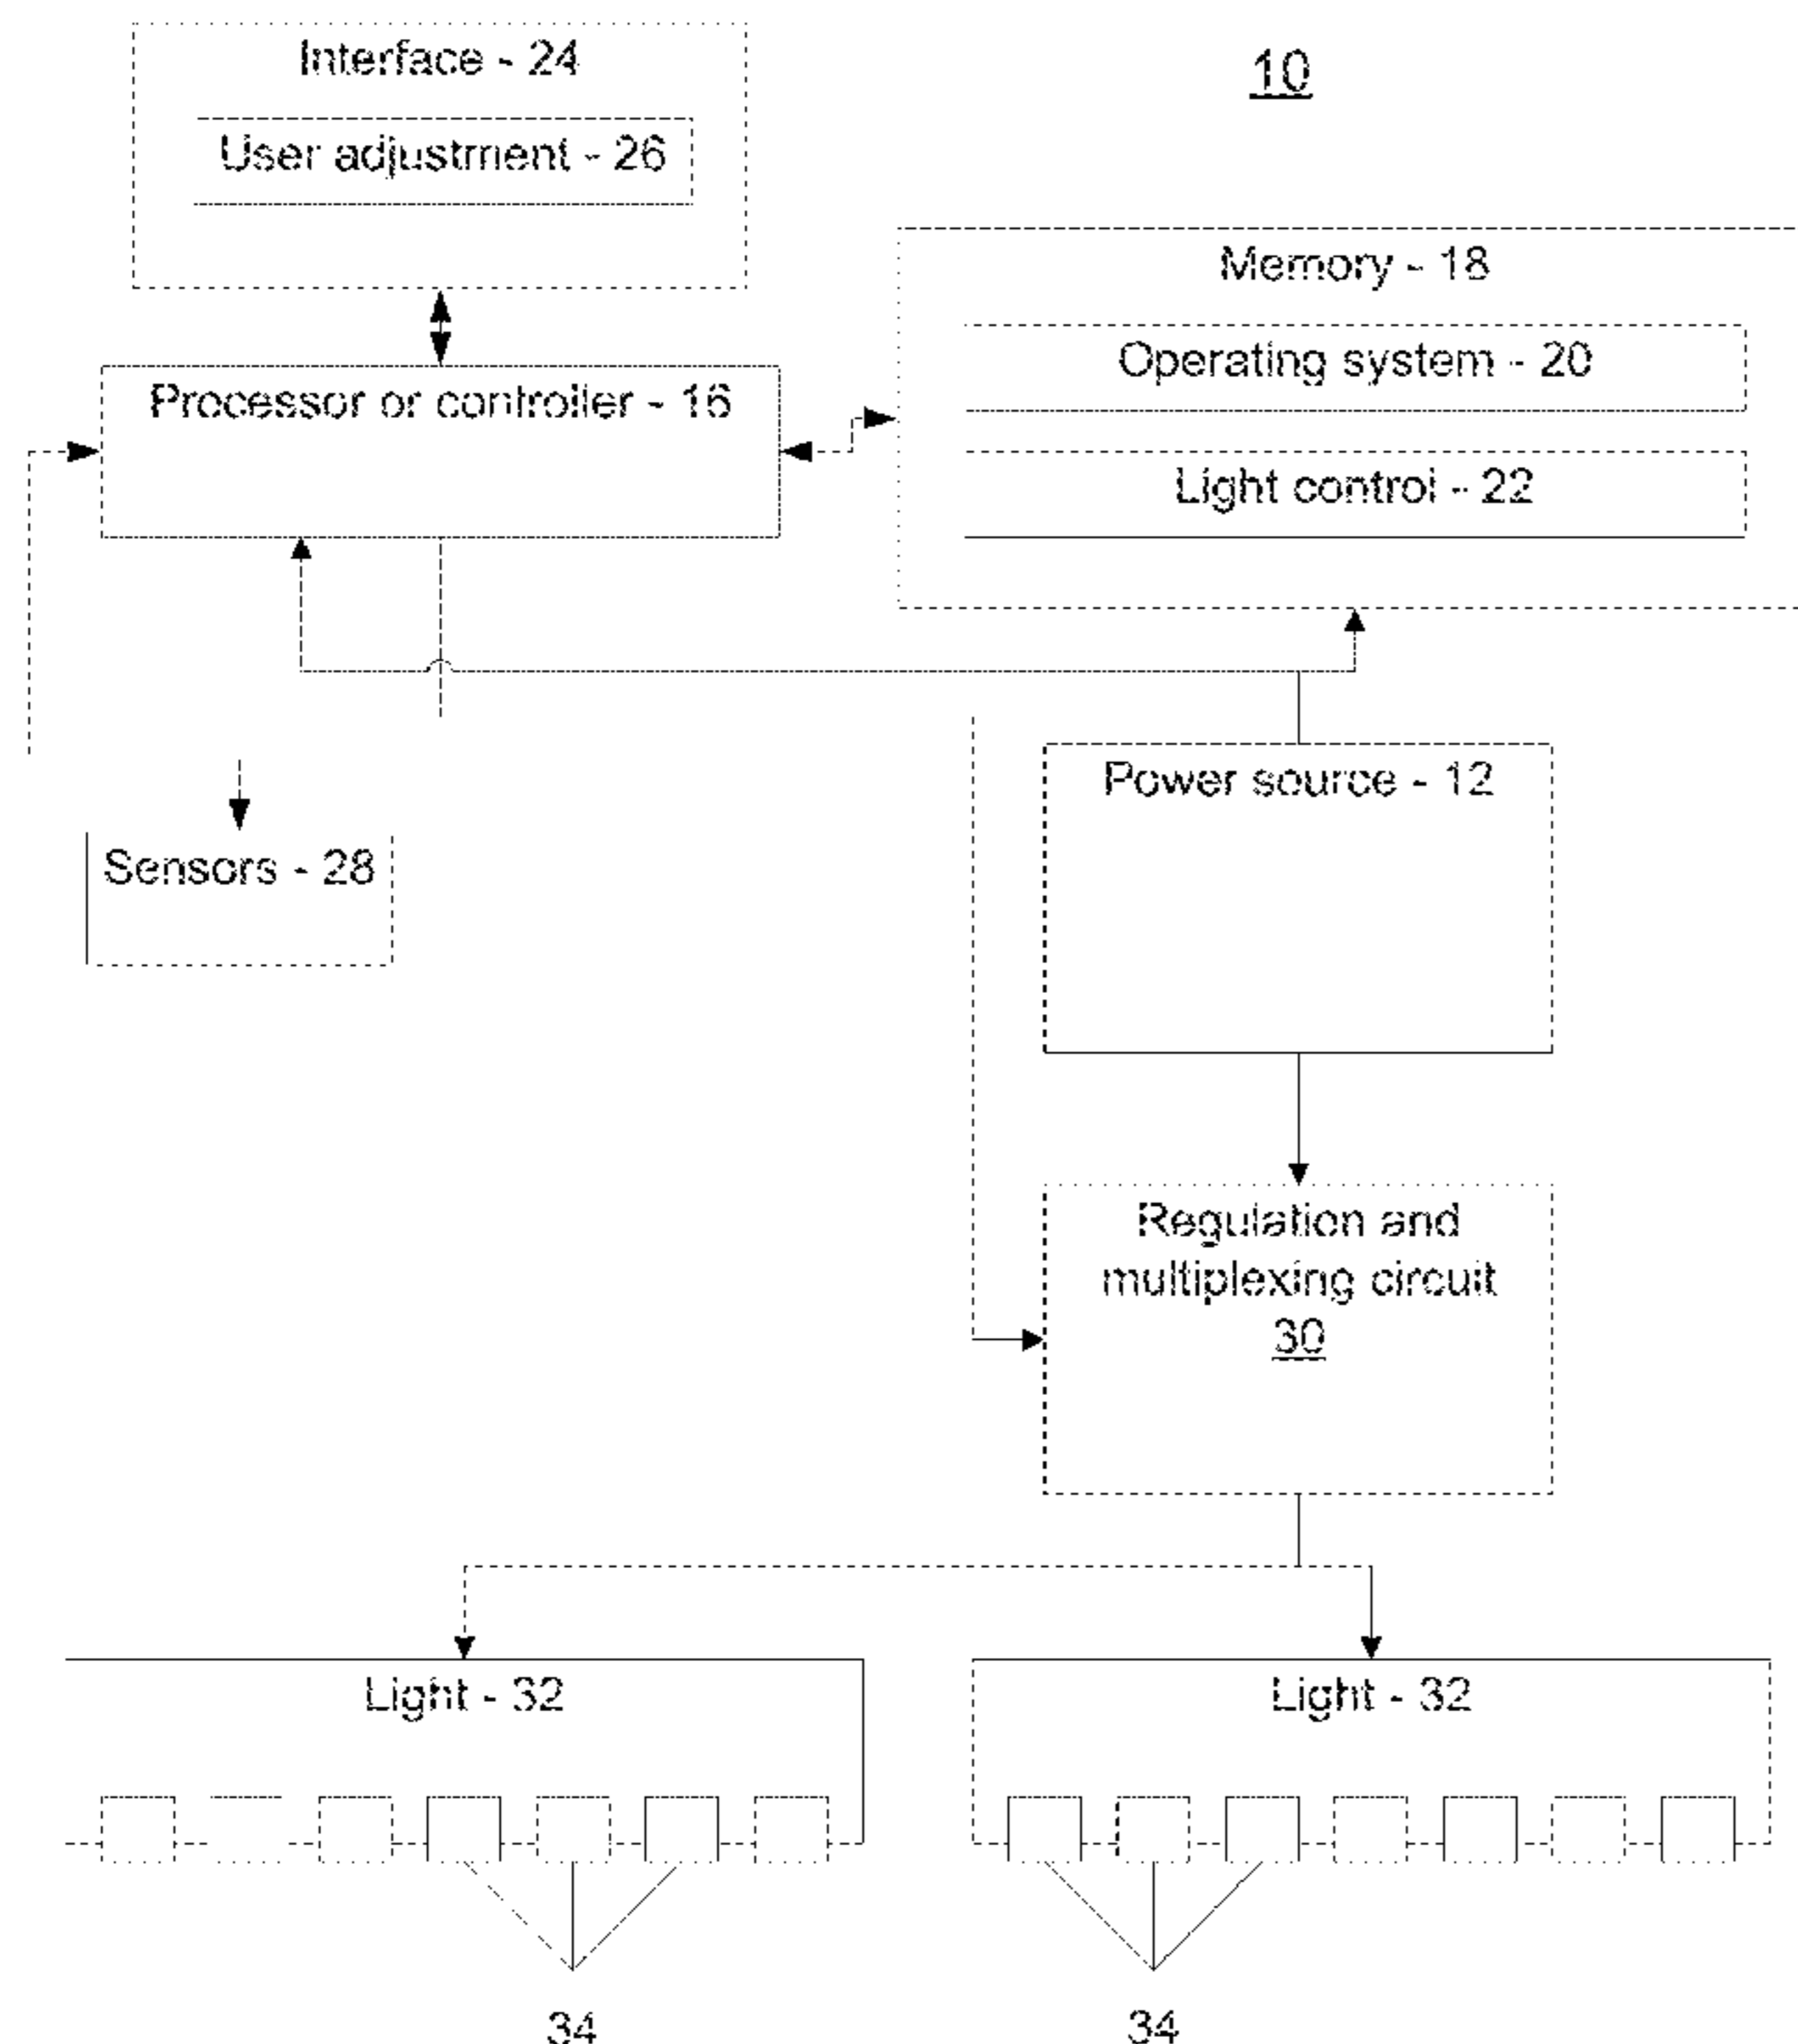 Interface - 24
10
User adjustment - 26
Memory - 18
Operating system - 20
Processor or controller - 16
Light control - 22
Power source - 12
Sensors - 28
Regulation and
multiplexing circuit
30
Light - 32
Light - 32
34
34